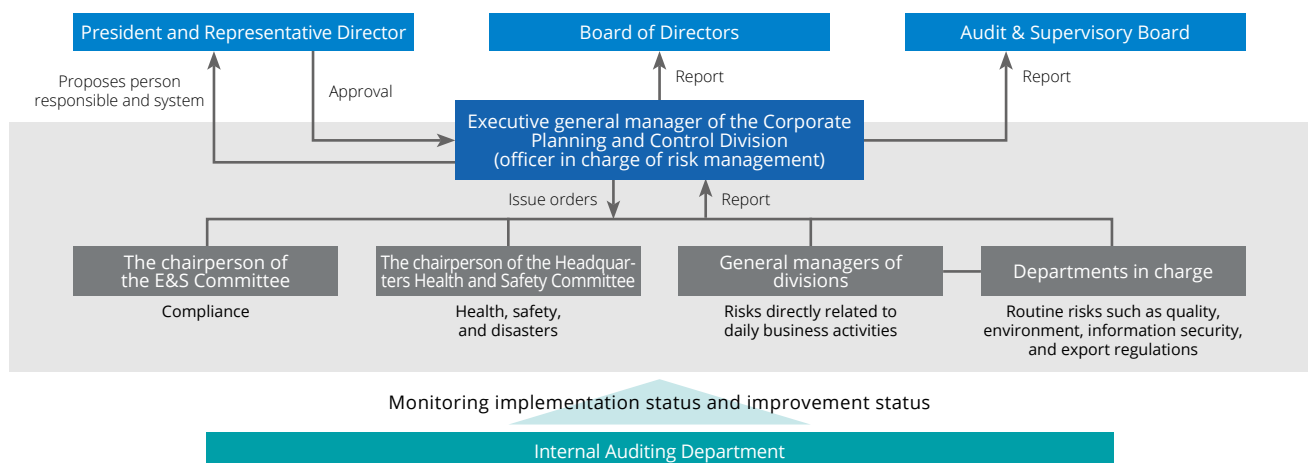 President and Representative Director
Board of Directors
Audit & Supervisory Board
Proposes person
responsible and system
Approval
Report
Report
Executive general manager of the Corporate
Planning and Control Division
(officer in charge of risk management)
Issue orders
Report
The chairperson of
the E&S Committee
The chairperson of the Headquar-
ters Health and Safety Committee
General managers of
divisions
Departments in charge
Compliance
Health, safety,
and disasters
Risks directly related to
daily business activities
Routine risks such as quality,
environment, information security,
and export regulations
Monitoring implementation status and improvement status
Internal Auditing Department